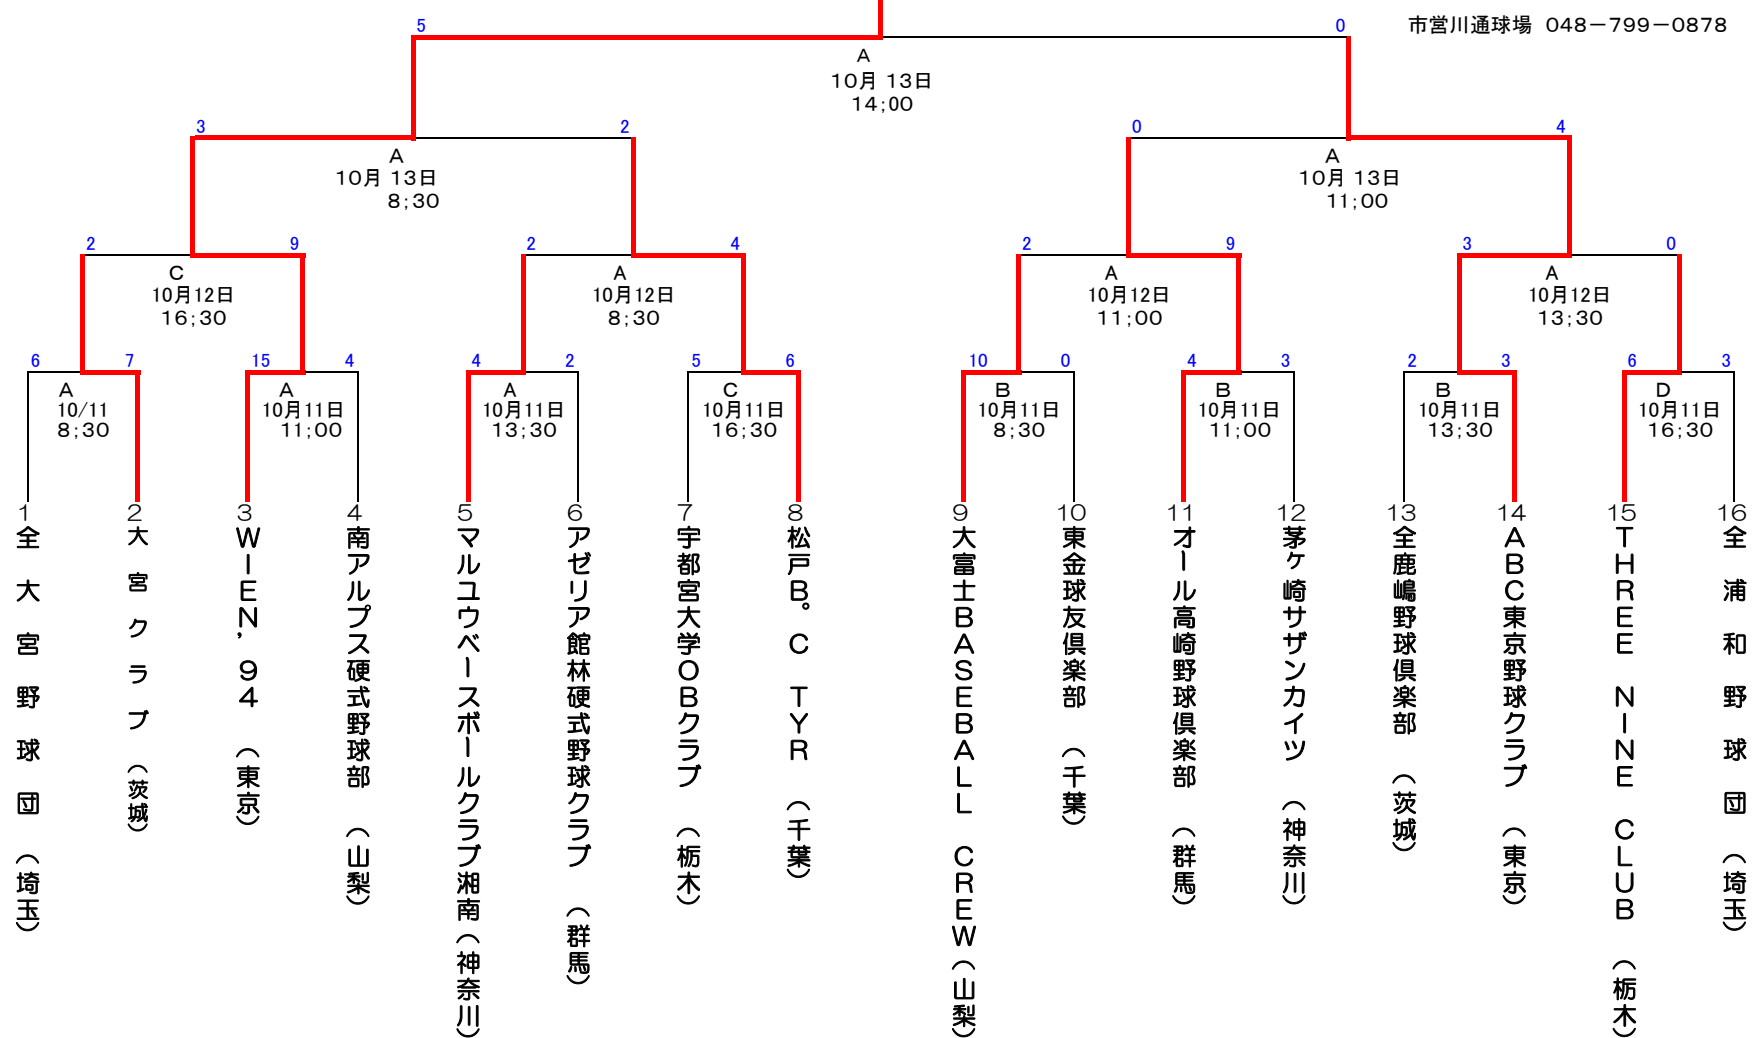 市営川通球場 048－799－0878
5 0
A
10月 13日
14;00
3 2 0 4
A
10月 13日
8;30
A
10月 13日
11;00
2 9 2 4 2 9 3 0
C
10月12日
16;30
A
10月12日
8;30
A
10月12日
11;00
A
10月12日
13;30
6 7 15 4 4 2 5 6 10 0 4 3 2 3 6 3
A
10/11
8;30
A
10月11日
11;00
A
10月11日
13;30
C
10月11日
16;30
B
10月11日
8;30
B
10月11日
11;00
B
10月11日
13;30
D
10月11日
16;30
1
全大宮野球団（埼玉）
2
大宮クラブ（茨城）
3
WIEN’94（東京）
4
南アルプス硬式野球部（山梨）
5
マルユウベースボールクラブ湘南（神奈川）
6
アゼリア館林硬式野球クラブ（群馬）
7
宇都宮大学OBクラブ（栃木）
8
松戸B。C TYR（千葉）
9
大富士BASEBALL CREW（山梨）
10
東金球友倶楽部（千葉）
11
オール高崎野球倶楽部（群馬）
12
茅ヶ崎サザンカイツ（神奈川）
13
全鹿嶋野球倶楽部（茨城）
14
ABC東京野球クラブ（東京）
15
THREE NINE CLUB（栃木）
16
全浦和野球団（埼玉）